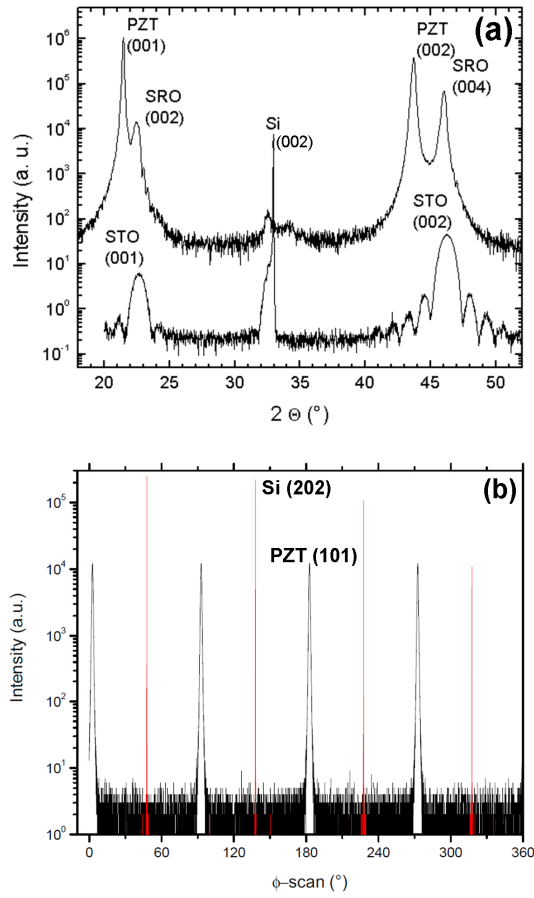 (a)
PZT
(001)
SRO
(002)
Si
(002)
PZT
(002)
SRO
(004)
STO
(001)
STO
(002)
Intensity (a. u.)
10^6
10^5
10^4
10^3
10^2
10^1
10^0
10^-1
20 25 30 35 40 45 50
2 Θ (°)
(b)
Si (202)
PZT (101)
Intensity (a.u.)
10^5
10^4
10^3
10^2
10^1
10^0
0 60 120 180 240 300 360
ϕ–scan (°)